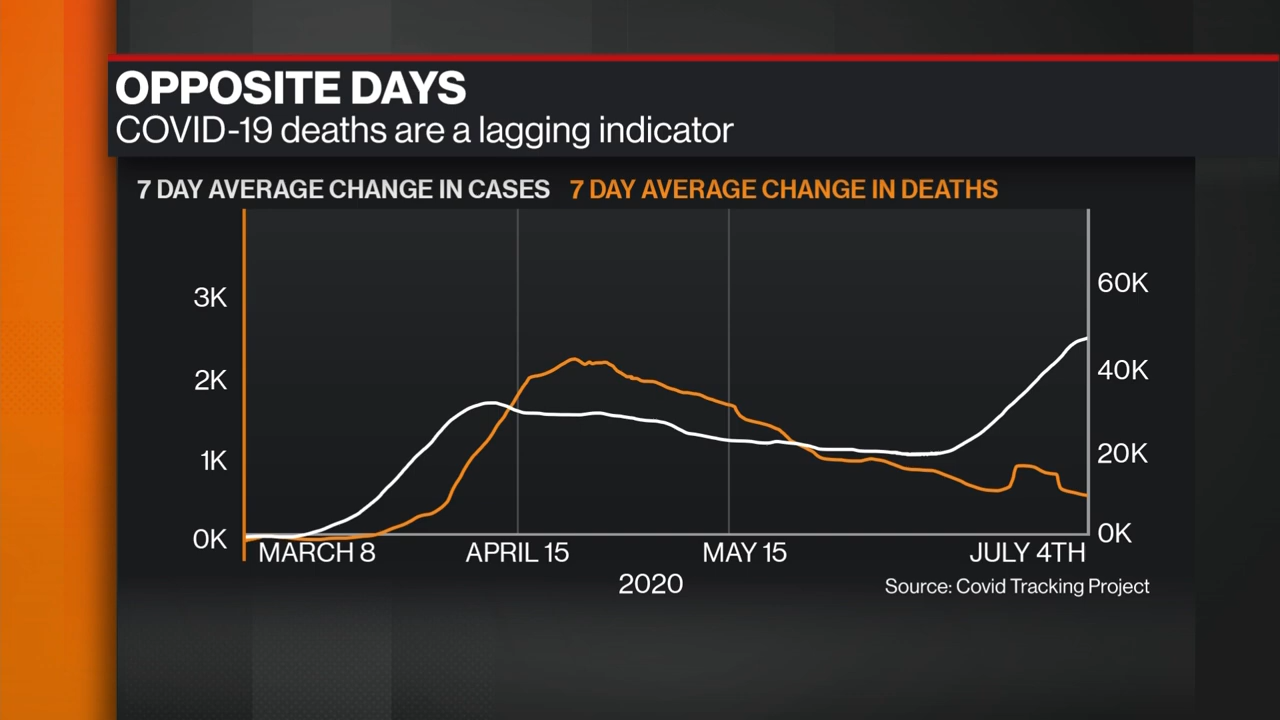 OPPOSITE DAYS
COVID-19 deaths are a lagging indicator
7 DAY AVERAGE CHANGE IN CASES 7 DAY AVERAGE CHANGE IN DEATHS
3K 60K
2K 40K
1K 20K
0K 0K
MARCH 8 APRIL 15 MAY 15 JULY 4TH
2020 Source: Covid Tracking Project